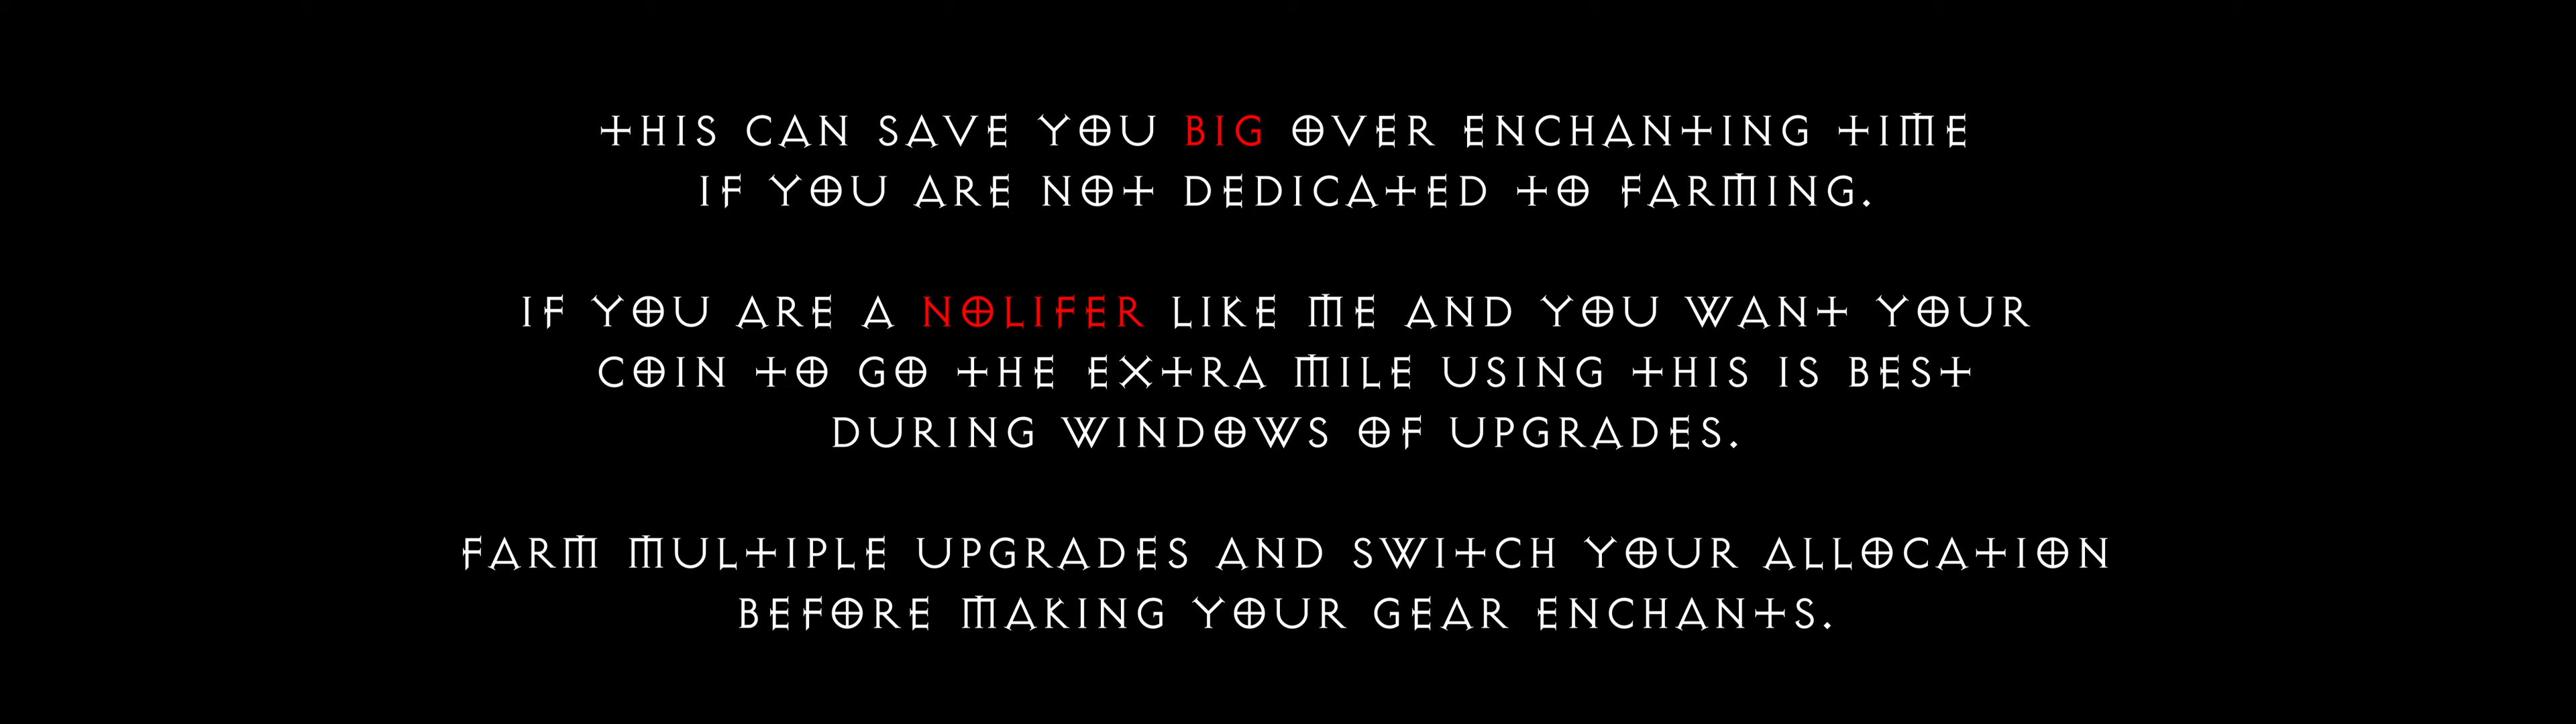 THIS CAN SAVE YOU BIG OVER ENCHANTING TIME
IF YOU ARE NOT DEDICATED TO FARMING.
IF YOU ARE A NOLIFER LIKE ME AND YOU WANT YOUR
COIN TO GO THE EXTRA MILE USING THIS IS BEST
DURING WINDOWS OF UPGRADES.
FARM MULTIPLE UPGRADES AND SWITCH YOUR ALLOCATION
BEFORE MAKING YOUR GEAR ENCHANTS.